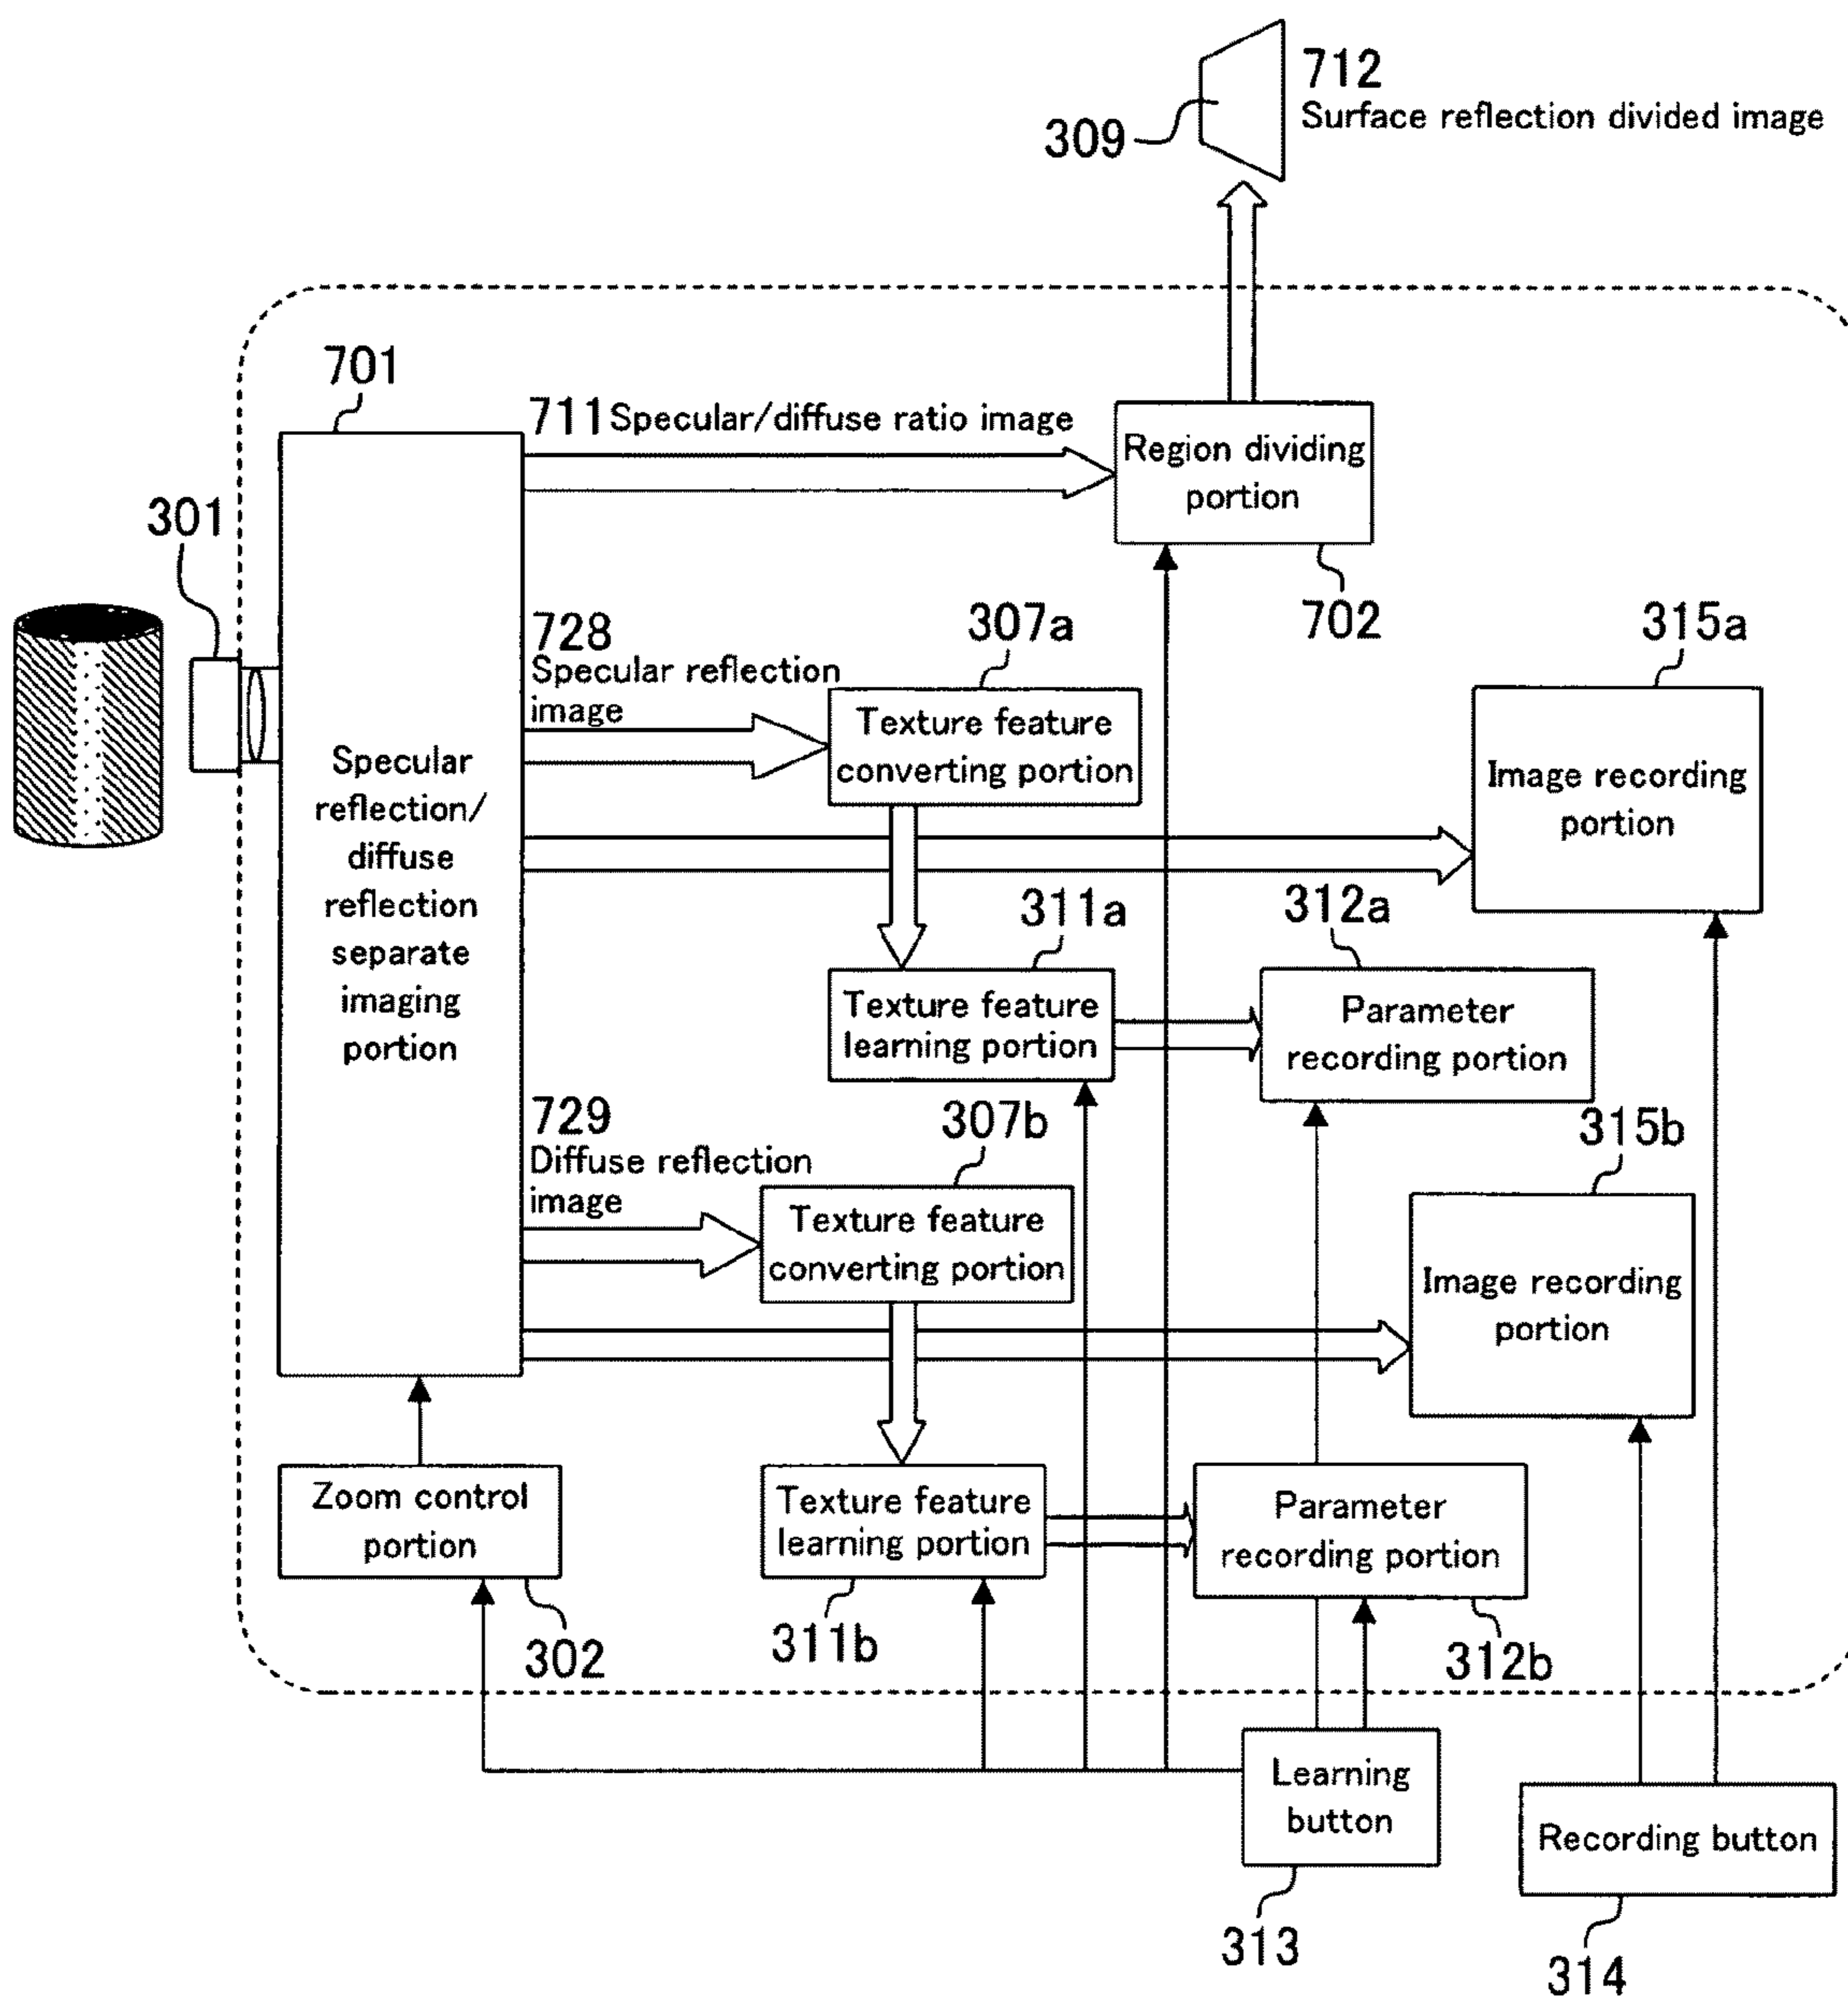 712
Surface reflection divided image
309
701
711 Specular/diffuse ratio image
Region dividing
portion
702
301
728
Specular reflection
image
307a
Texture feature
converting portion
315a
Image recording
portion
Specular
reflection/
diffuse
reflection
separate
imaging
portion
311a
Texture feature
learning portion
312a
Parameter
recording portion
729
Diffuse reflection
image
307b
Texture feature
converting portion
315b
Image recording
portion
Zoom control
portion
302
Texture feature
learning portion
311b
Parameter
recording portion
312b
Learning
button
313
Recording button
314